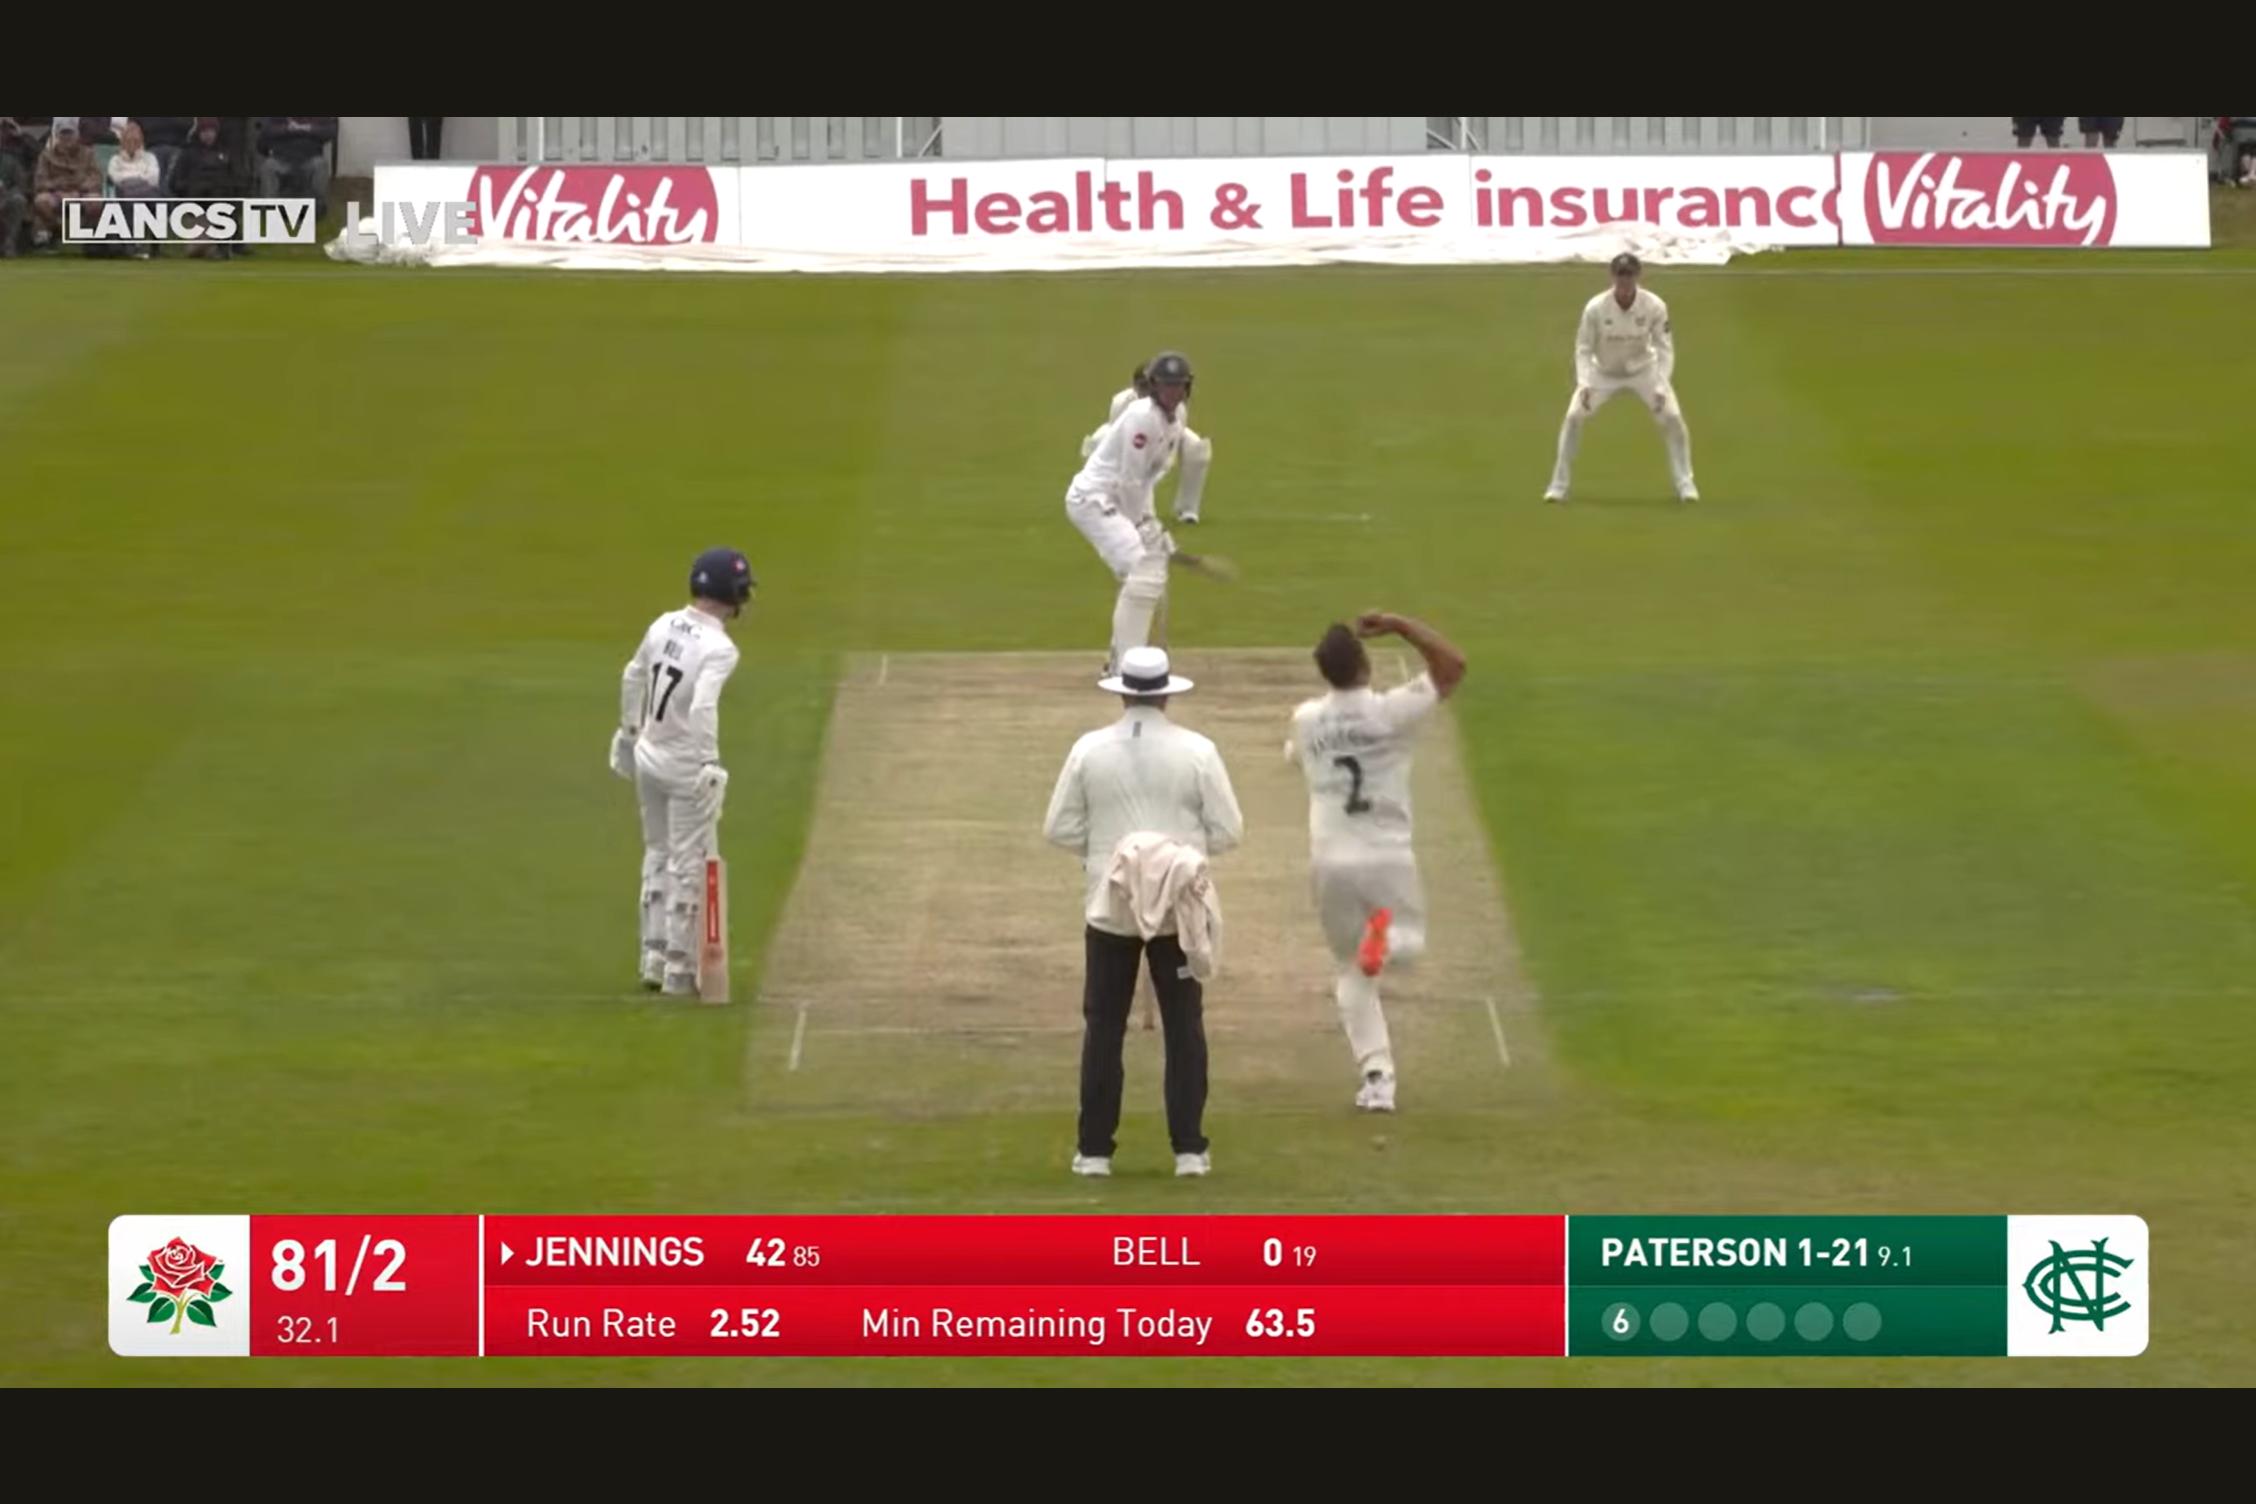 LANCS TV LIVE
Vitality
Health & Life insuranc
Vitality
17
2
81/2
32.1
JENNINGS 42 85
BELL 0 19
Run Rate 2.52
Min Remaining Today 63.5
PATERSON 1-21 9.1
6